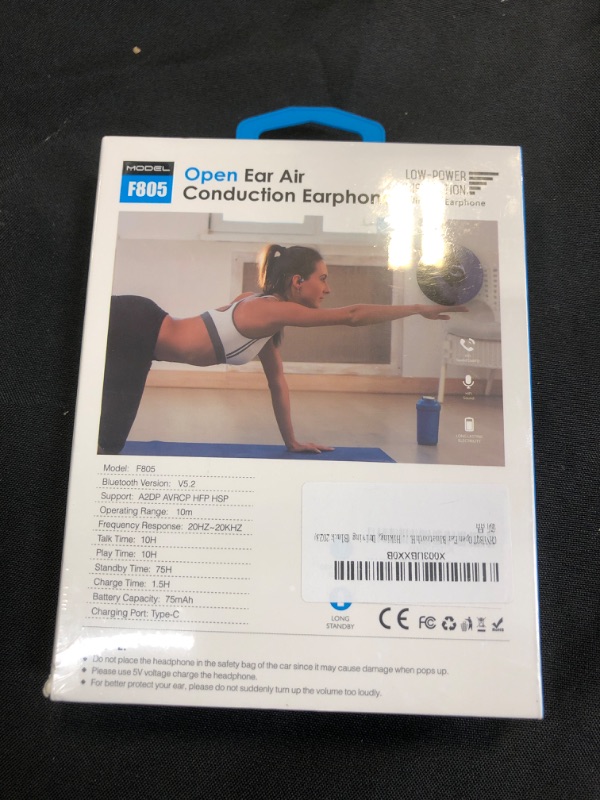 MODEL
F805
Open Ear Air
Conduction Earphon
LOW-POWER
Earphone
Model: F805
Bluetooth Version: V5.2
Support: A2DP AVRCP HFP HSP
Operating Range: 10m
Frequency Response: 20HZ~20KHZ
Talk Time: 10H
Play Time: 10H
Standby Time: 75H
Charge Time: 1.5H
Battery Capacity: 75mAh
Charging Port: Type-C
X003UBXXXB
LONG
STANDBY
CE FC
Do not place the headphone in the safety bag of the car since it may cause damage when pops up.
Please use 5V voltage charge the headphone.
For better protect your ear, please do not suddenly turn up the volume too loudly.